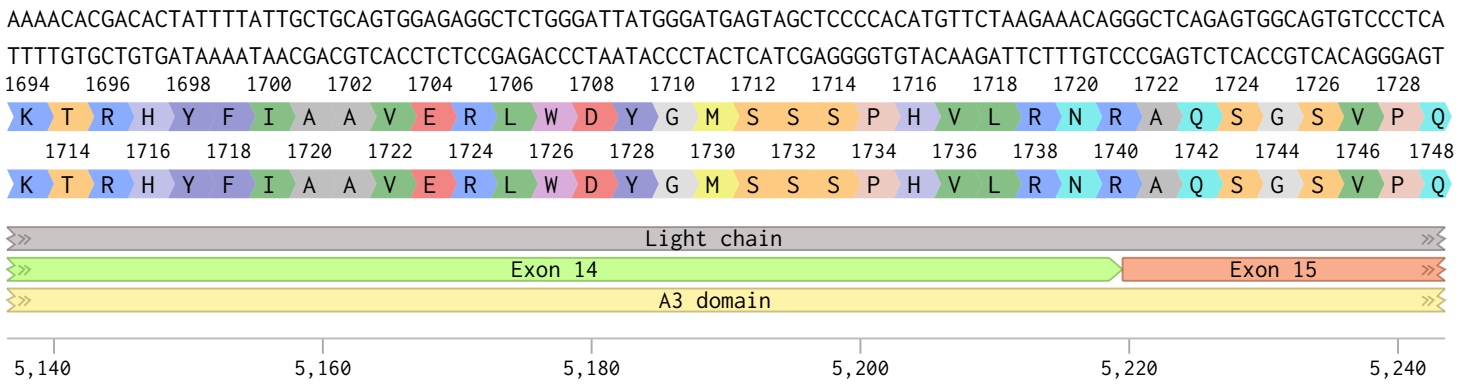 AAAACACGACACTATTTTATTGCTGCAGTGGAGAGGCTCTGGGATTATGGGATGAGTAGCTCCCCACATGTTCTAAGAAACAGGGCTCAGAGTGGCAGTGTCCCTCA
TTTTGTGCTGTGATAAAATAACGACGTCACCTCTCCGAGACCCTAATACCCTACTCATCGAGGGGTGTACAAGATTCTTTGTCCCGAGTCTCACCGTCACAGGGAGT
1694 1696 1698 1700 1702 1704 1706 1708 1710 1712 1714 1716 1718 1720 1722 1724 1726 1728
K T R H Y F I A A V E R L W D Y G M S S S P H V L R N R A Q S G S V P Q
1714 1716 1718 1720 1722 1724 1726 1728 1730 1732 1734 1736 1738 1740 1742 1744 1746 1748
K T R H Y F I A A V E R L W D Y G M S S S P H V L R N R A Q S G S V P Q
Light chain
Exon 14 Exon 15
A3 domain
5,140 5,160 5,180 5,200 5,220 5,240